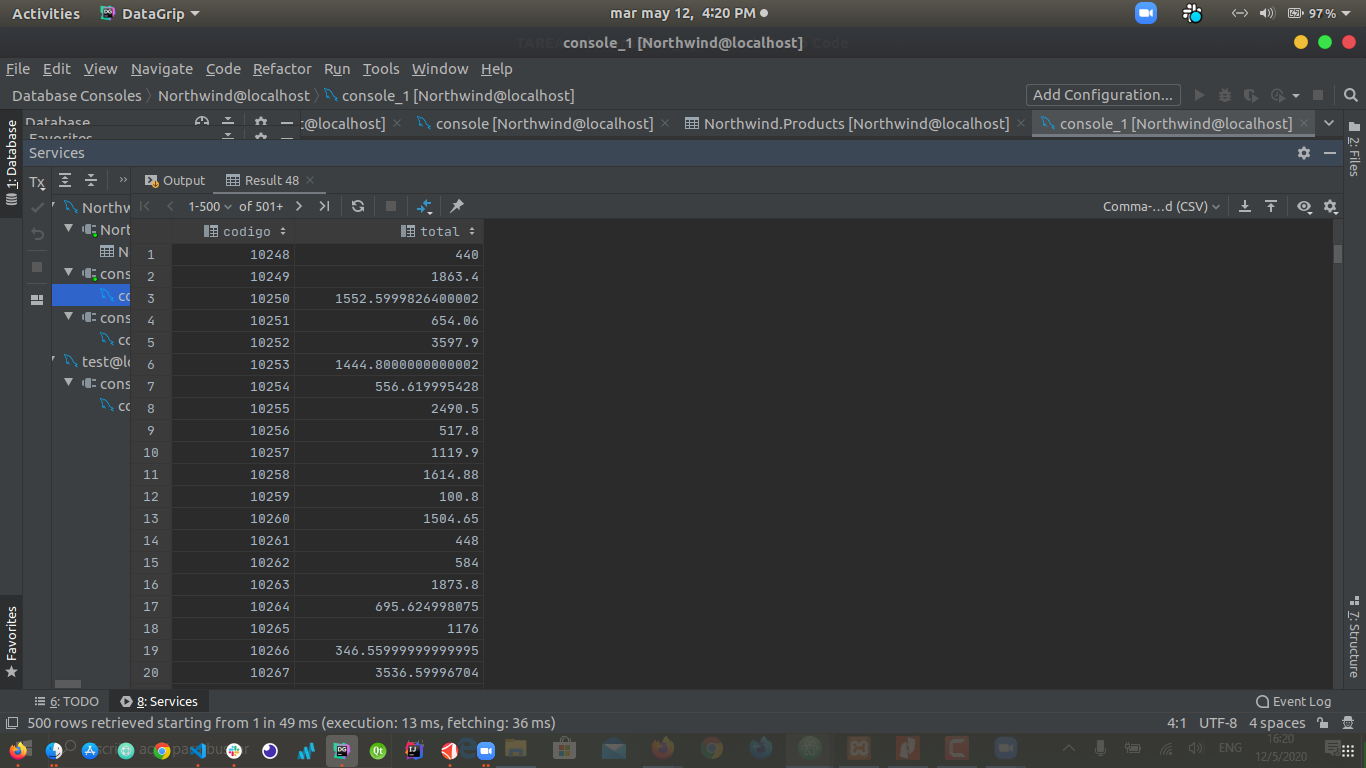 Activities DataGrip mar may 12, 4:20 PM 97%
console_1 [Northwind@localhost]
File Edit View Navigate Code Refactor Run Tools Window Help
Database Consoles Northwind@localhost console_1 [Northwind@localhost] Add Configuration...
1: Database
Database
Favorites
t@localhost] console [Northwind@localhost] Northwind.Products [Northwind@localhost] console_1 [Northwind@localhost]
2: Files
Services
Tx Output Result 48
1-500 of 501+ Comma-...d (CSV)
Northw
Nort
N
cons
co
cons
co
test@lo
cons
co
codigo total
1 10248 440
2 10249 1863.4
3 10250 1552.5999826400002
4 10251 654.06
5 10252 3597.9
6 10253 1444.8000000000002
7 10254 556.619995428
8 10255 2490.5
9 10256 517.8
10 10257 1119.9
11 10258 1614.88
12 10259 100.8
13 10260 1504.65
14 10261 448
15 10262 584
16 10263 1873.8
17 10264 695.624998075
18 10265 1176
19 10266 346.55999999999995
20 10267 3536.59996704
Favorites
7: Structure
6: TODO 8: Services Event Log
500 rows retrieved starting from 1 in 49 ms (execution: 13 ms, fetching: 36 ms) 4:1 UTF-8 4 spaces
ENG 16:20
12/5/2020